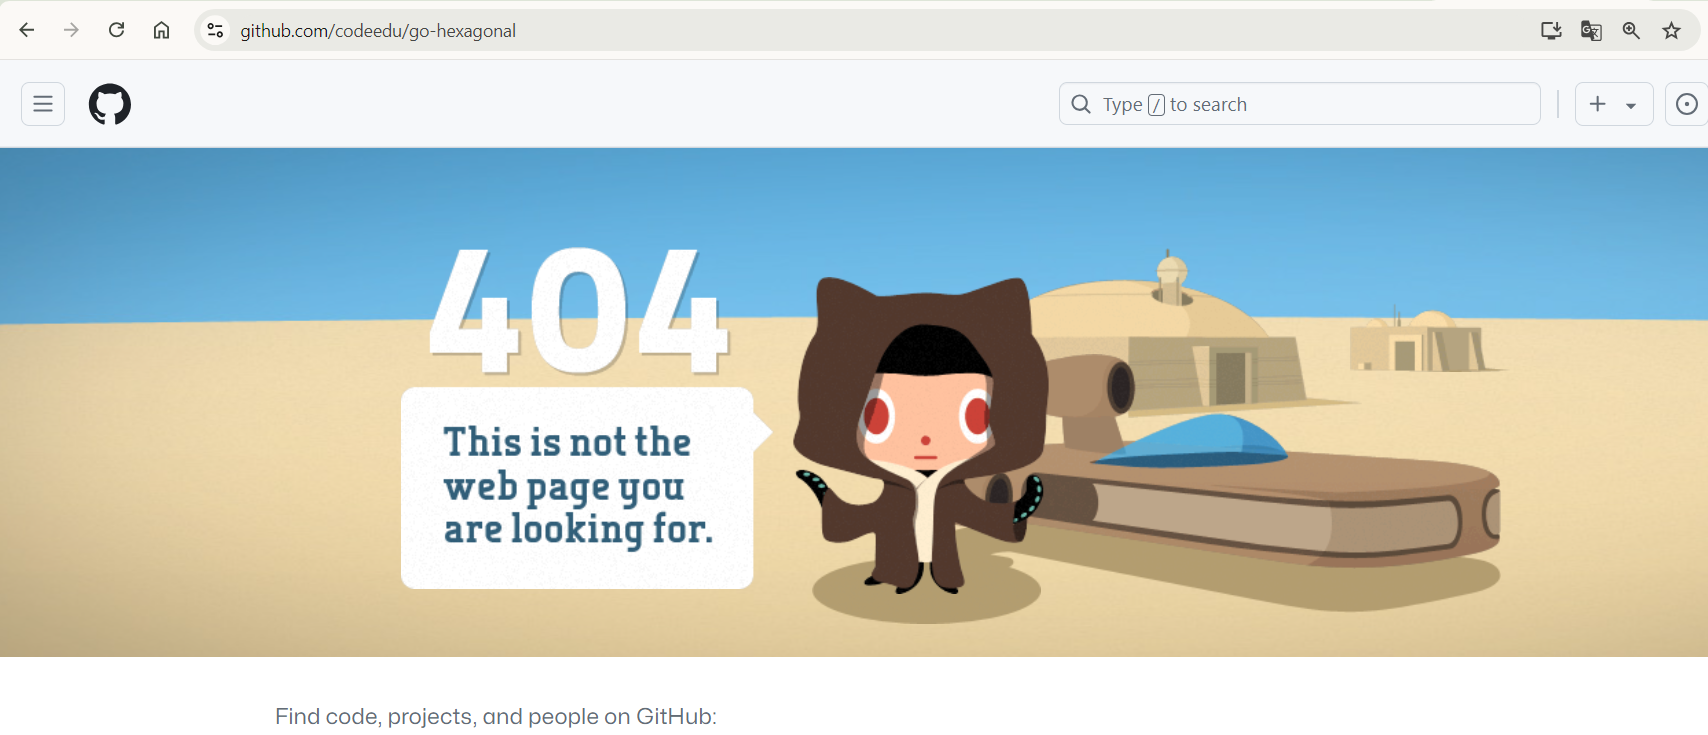 github.com/codeedu/go-hexagonal
Type / to search
404
This is not the
web page you
are looking for.
Find code, projects, and people on GitHub: